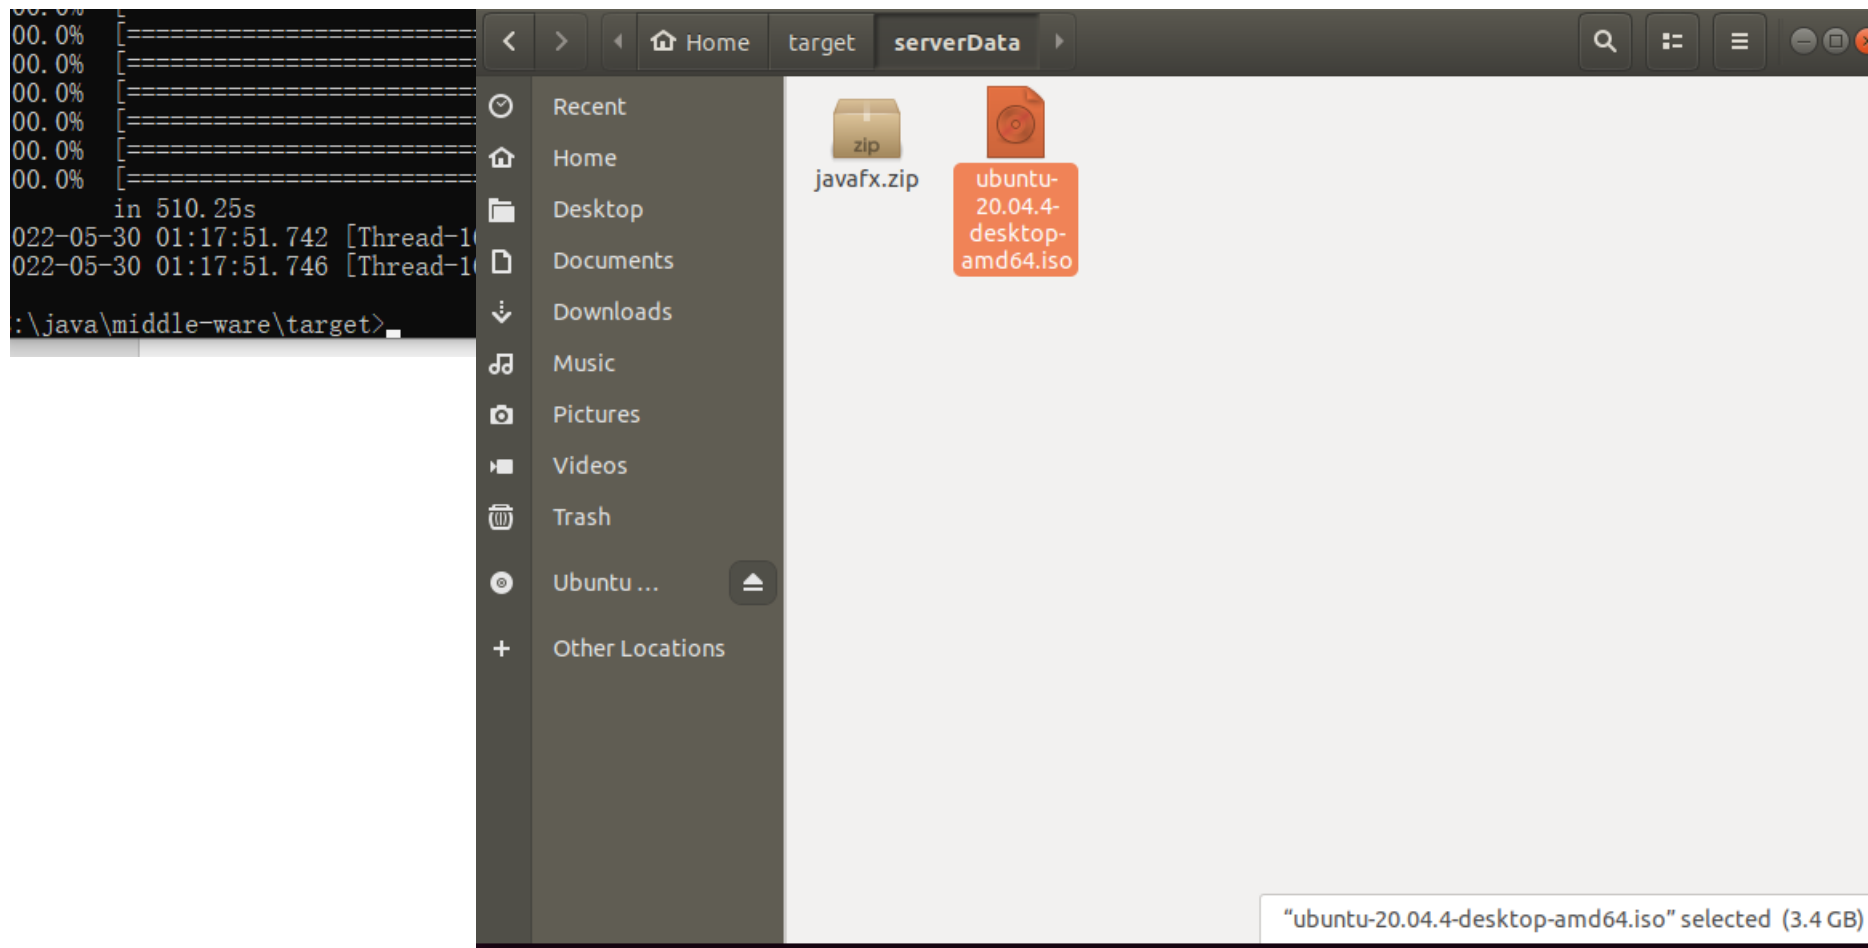 00.0% [==============================
00.0% [==============================
00.0% [==============================
00.0% [==============================
00.0% [==============================
00.0% [==============================
in 510.25s
022-05-30 01:17:51.742 [Thread-1
022-05-30 01:17:51.746 [Thread-1
:\java\middle-ware\target>
Home target serverData
Recent
Home
Desktop
Documents
Downloads
Music
Pictures
Videos
Trash
Ubuntu ...
Other Locations
zip
javafx.zip
ubuntu-
20.04.4-
desktop-
amd64.iso
“ubuntu-20.04.4-desktop-amd64.iso” selected (3.4 GB)